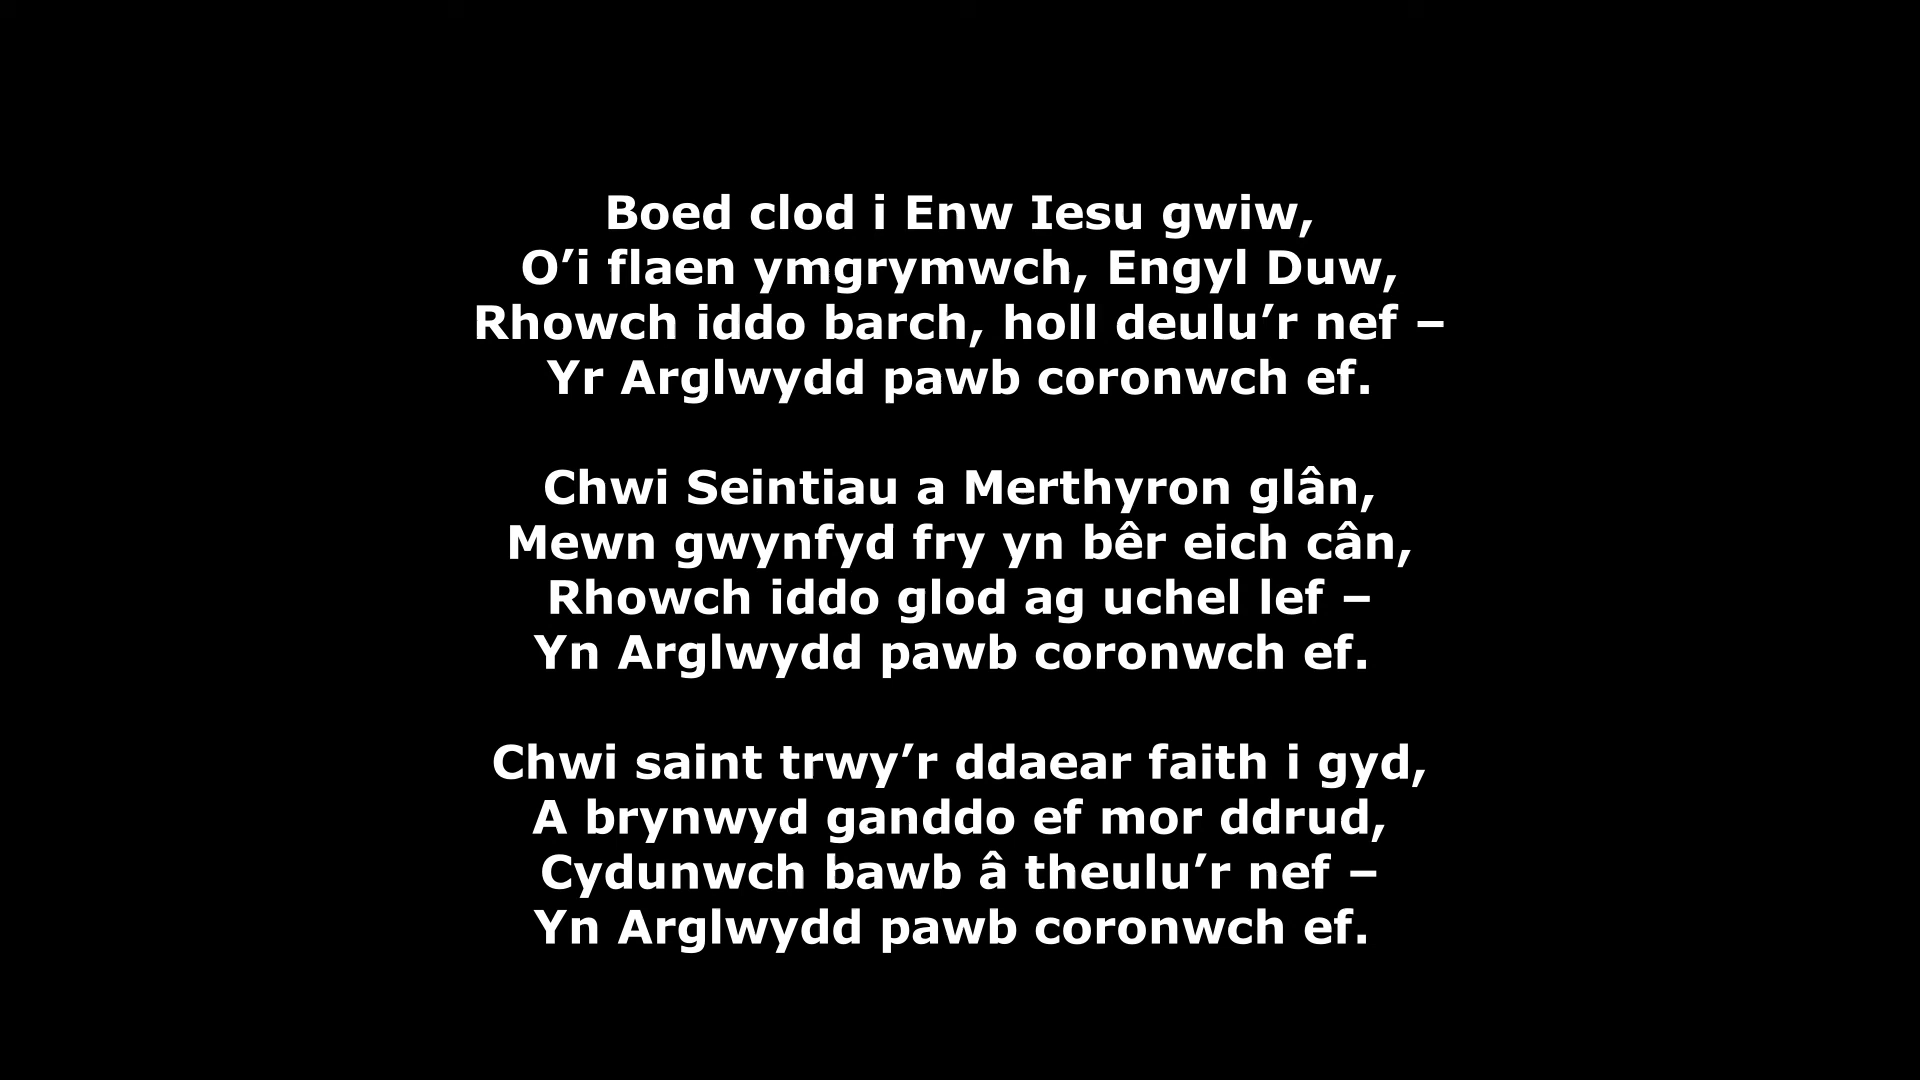 Boed clod i Enw Iesu gwiw,
O’i flaen ymgrymwch, Engyl Duw,
Rhowch iddo barch, holl deulu’r nef –
Yr Arglwydd pawb coronwch ef.
Chwi Seintiau a Merthyron glân,
Mewn gwynfyd fry yn bêr eich cân,
Rhowch iddo glod ag uchel lef –
Yn Arglwydd pawb coronwch ef.
Chwi saint trwy’r ddaear faith i gyd,
A brynwyd ganddo ef mor ddrud,
Cydunwch bawb â theulu’r nef –
Yn Arglwydd pawb coronwch ef.